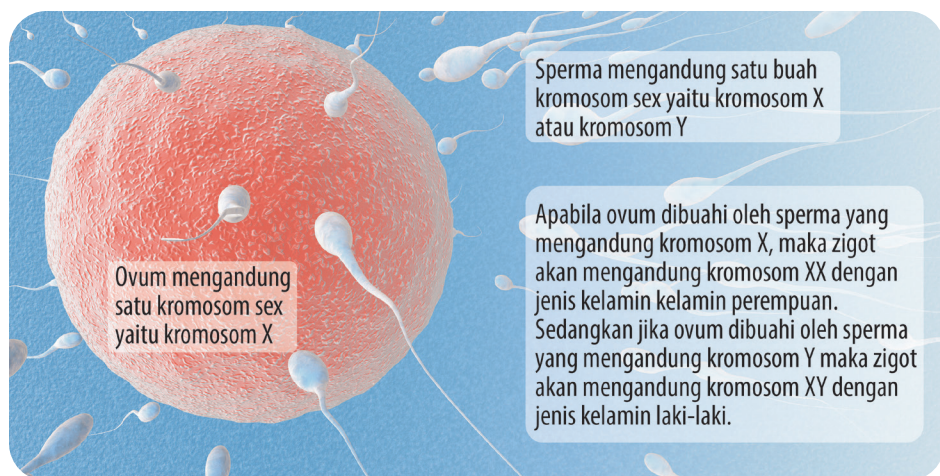 Sperma mengandung satu buah
kromosom sex yaitu kromosom X
atau kromosom Y
Ovum mengandung
satu kromosom sex
yaitu kromosom X
Apabila ovum dibuahi oleh sperma yang
mengandung kromosom X, maka zigot
akan mengandung kromosom XX dengan
jenis kelamin kelamin perempuan.
Sedangkan jika ovum dibuahi oleh sperma
yang mengandung kromosom Y maka zigot
akan mengandung kromosom XY dengan
jenis kelamin laki-laki.